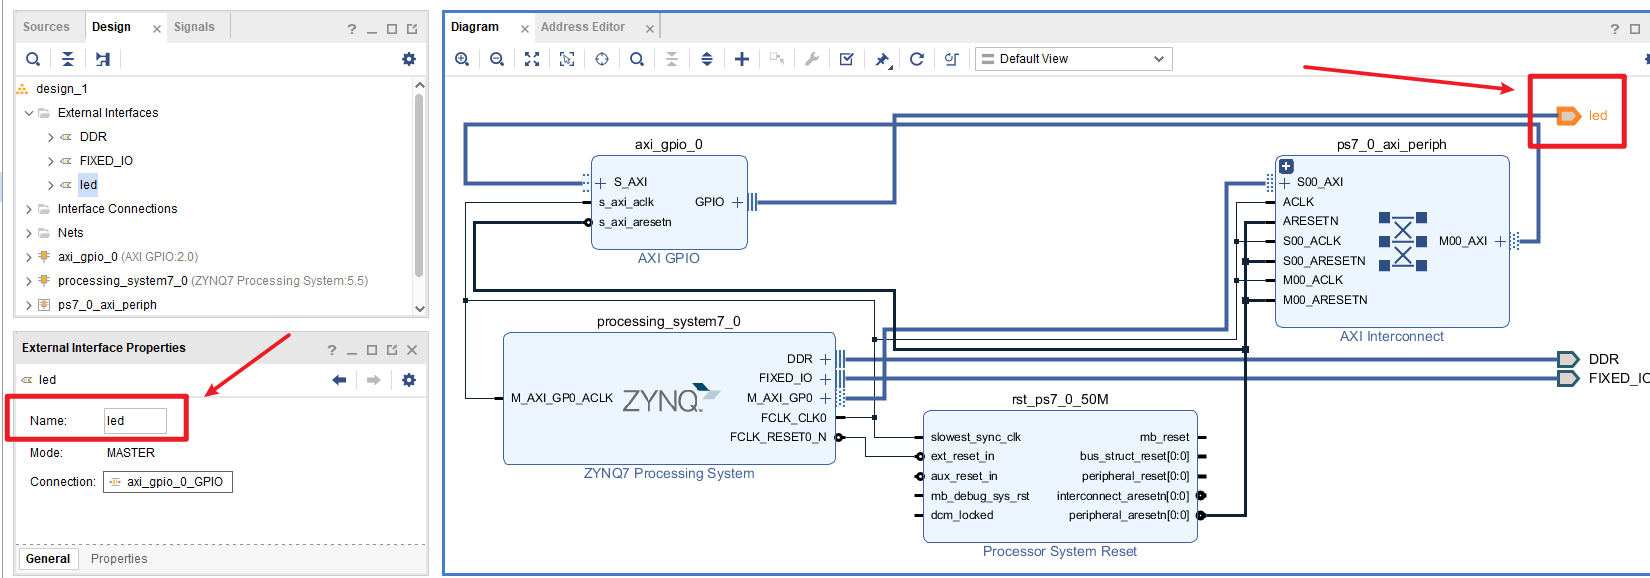 Sources
Design
Signals
design_1
External Interfaces
DDR
FIXED_IO
led
Interface Connections
Nets
axi_gpio_0 (AXI GPIO:2.0)
processing_system7_0 (ZYNQ7 Processing System:5.5)
ps7_0_axi_periph
External Interface Properties
led
Name: led
Mode: MASTER
Connection: axi_gpio_0_GPIO
General
Properties
Diagram
Address Editor
Default View
led
axi_gpio_0
S_AXI
s_axi_aclk
s_axi_aresetn
GPIO
AXI GPIO
ps7_0_axi_periph
S00_AXI
ACLK
ARESETN
S00_ACLK
S00_ARESETN
M00_ACLK
M00_ARESETN
M00_AXI
AXI Interconnect
processing_system7_0
M_AXI_GP0_ACLK
ZYNQ
DDR
FIXED_IO
M_AXI_GP0
FCLK_CLK0
FCLK_RESET0_N
ZYNQ7 Processing System
DDR
FIXED_IO
rst_ps7_0_50M
slowest_sync_clk
ext_reset_in
aux_reset_in
mb_debug_sys_rst
dcm_locked
mb_reset
bus_struct_reset[0:0]
peripheral_reset[0:0]
interconnect_aresetn[0:0]
peripheral_aresetn[0:0]
Processor System Reset